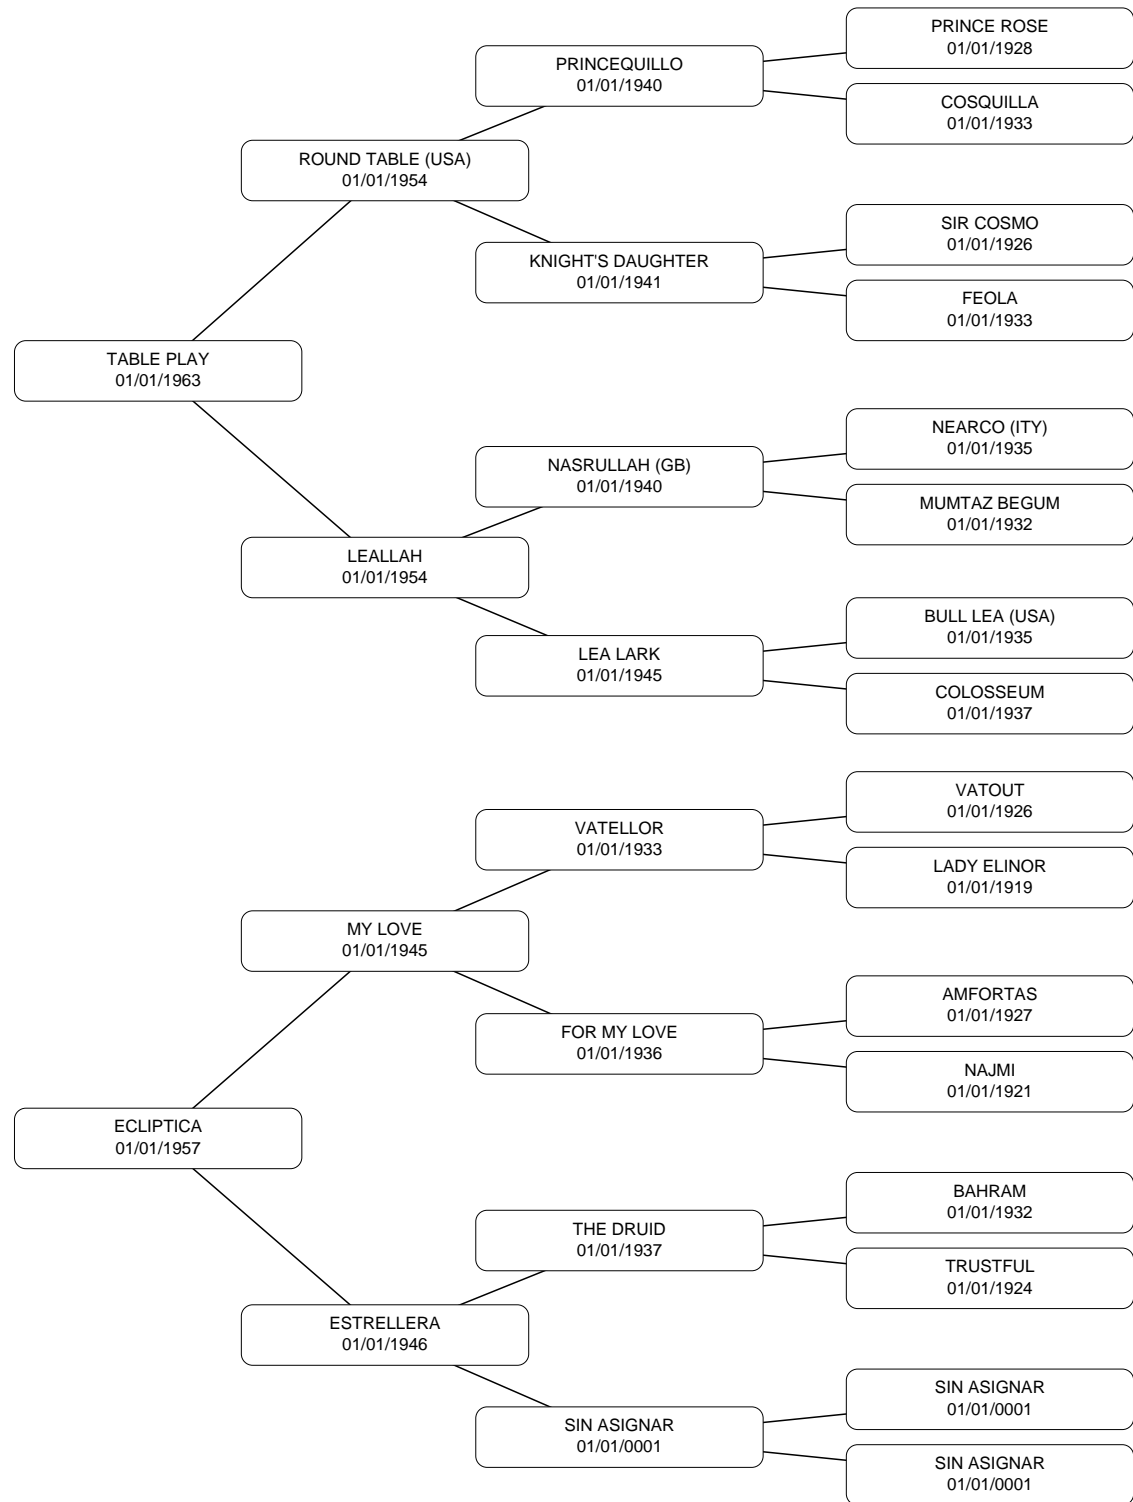 PRINCE ROSE
01/01/1928
PRINCEQUILLO
01/01/1940
COSQUILLA
01/01/1933
ROUND TABLE (USA)
01/01/1954
SIR COSMO
01/01/1926
KNIGHT'S DAUGHTER
01/01/1941
FEOLA
01/01/1933
TABLE PLAY
01/01/1963
NEARCO (ITY)
01/01/1935
NASRULLAH (GB)
01/01/1940
MUMTAZ BEGUM
01/01/1932
LEALLAH
01/01/1954
BULL LEA (USA)
01/01/1935
LEA LARK
01/01/1945
COLOSSEUM
01/01/1937
VATOUT
01/01/1926
VATELLOR
01/01/1933
LADY ELINOR
01/01/1919
MY LOVE
01/01/1945
AMFORTAS
01/01/1927
FOR MY LOVE
01/01/1936
NAJMI
01/01/1921
ECLIPTICA
01/01/1957
BAHRAM
01/01/1932
THE DRUID
01/01/1937
TRUSTFUL
01/01/1924
ESTRELLERA
01/01/1946
SIN ASIGNAR
01/01/0001
SIN ASIGNAR
01/01/0001
SIN ASIGNAR
01/01/0001